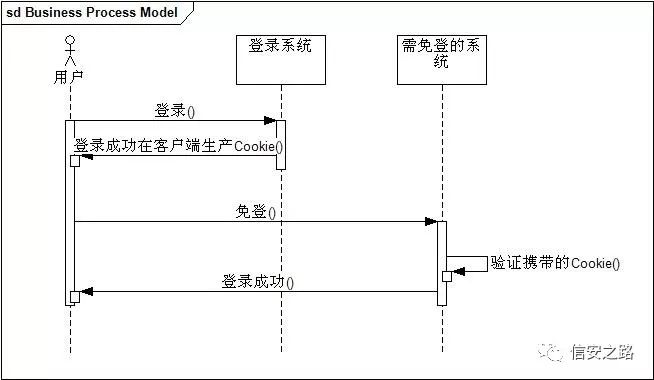 sd Business Process Model
用户
登录系统
需免登的系
统
登录()
登录成功在客户端生产Cookie()
免登()
验证携带的Cookie()
登录成功()
信安之路